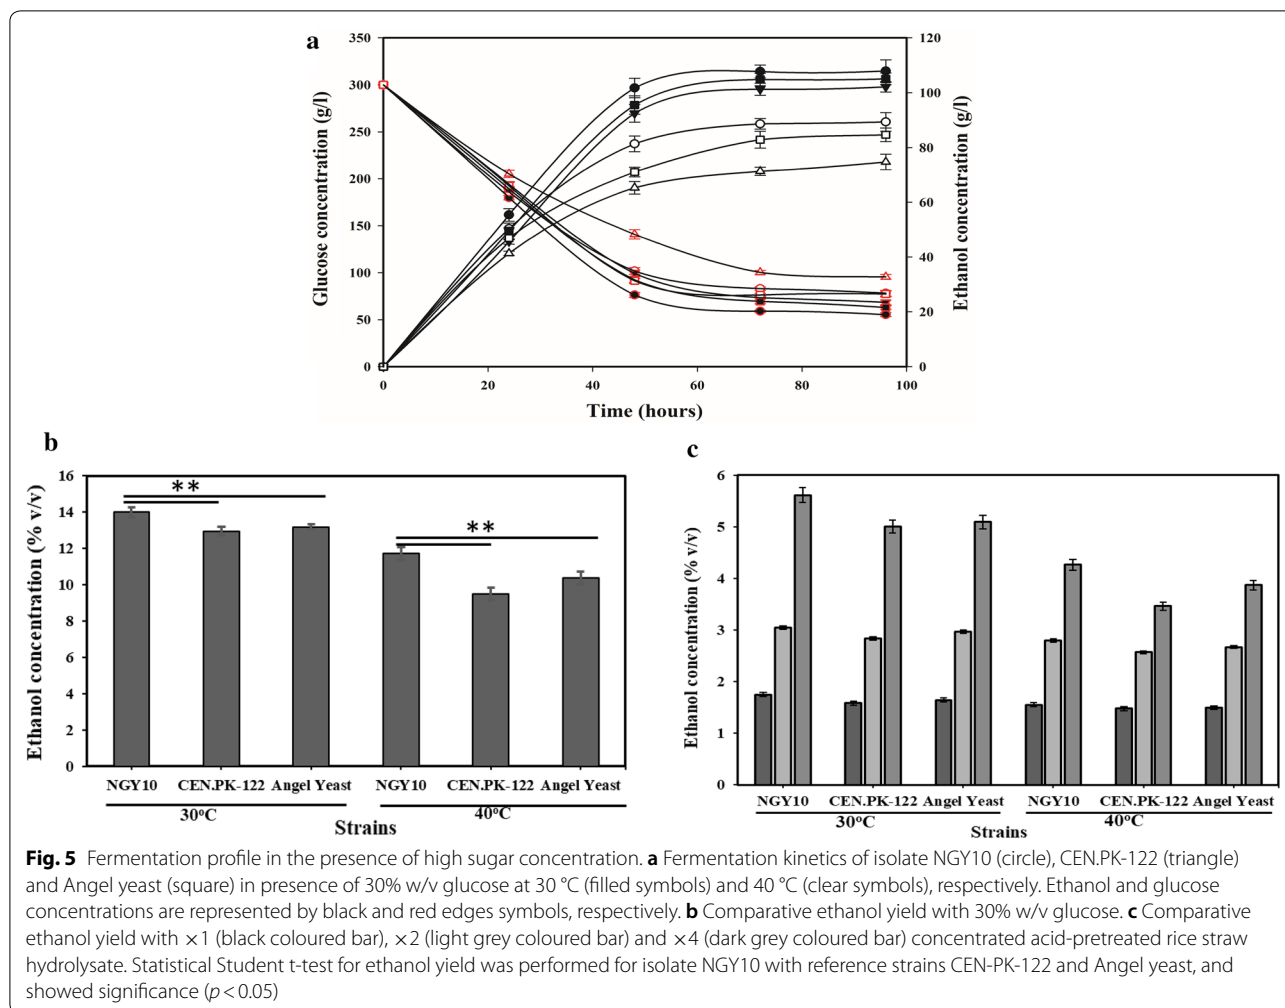 a
350
300
250
200
150
100
50
0
Glucose concentration (g/l)
120
100
80
60
40
20
0
Ethanol concentration (g/l)
0 20 40 60 80 100
Time (hours)
b
16
14
12
10
8
6
4
2
0
Ethanol concentration (% v/v)
**
**
NGY10 CEN.PK-122 Angel Yeast NGY10 CEN.PK-122 Angel Yeast
30°C 40°C
Strains
c
6
5
4
3
2
1
0
Ethanol concentration (% v/v)
NGY10 CEN.PK-122 Angel Yeast NGY10 CEN.PK-122 Angel Yeast
30°C 40°C
Strains
Fig. 5 Fermentation profile in the presence of high sugar concentration. a Fermentation kinetics of isolate NGY10 (circle), CEN.PK-122 (triangle)
and Angel yeast (square) in presence of 30% w/v glucose at 30 °C (filled symbols) and 40 °C (clear symbols), respectively. Ethanol and glucose
concentrations are represented by black and red edges symbols, respectively. b Comparative ethanol yield with 30% w/v glucose. c Comparative
ethanol yield with ×1 (black coloured bar), ×2 (light grey coloured bar) and ×4 (dark grey coloured bar) concentrated acid-pretreated rice straw
hydrolysate. Statistical Student t-test for ethanol yield was performed for isolate NGY10 with reference strains CEN-PK-122 and Angel yeast, and
showed significance (p < 0.05)